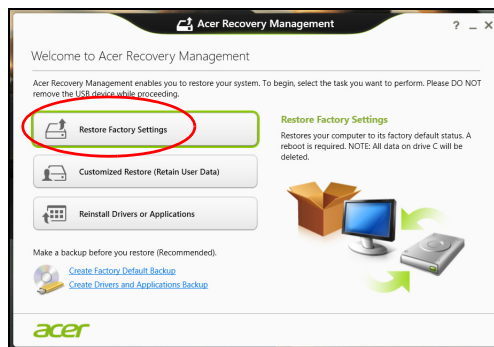 Acer Recovery Management
? _ X
Welcome to Acer Recovery Management
Acer Recovery Management enables you to restore your system. To begin, select the task you want to perform. Please DO NOT
remove the USB device while proceeding.
Restore Factory Settings
Customized Restore (Retain User Data)
Reinstall Drivers or Applications
Restore Factory Settings
Restores your computer to its factory default status. A
reboot is required. NOTE: All data on drive C will be
deleted.
Make a backup before you restore (Recommended).
Create Factory Default Backup
Create Drivers and Applications Backup
acer